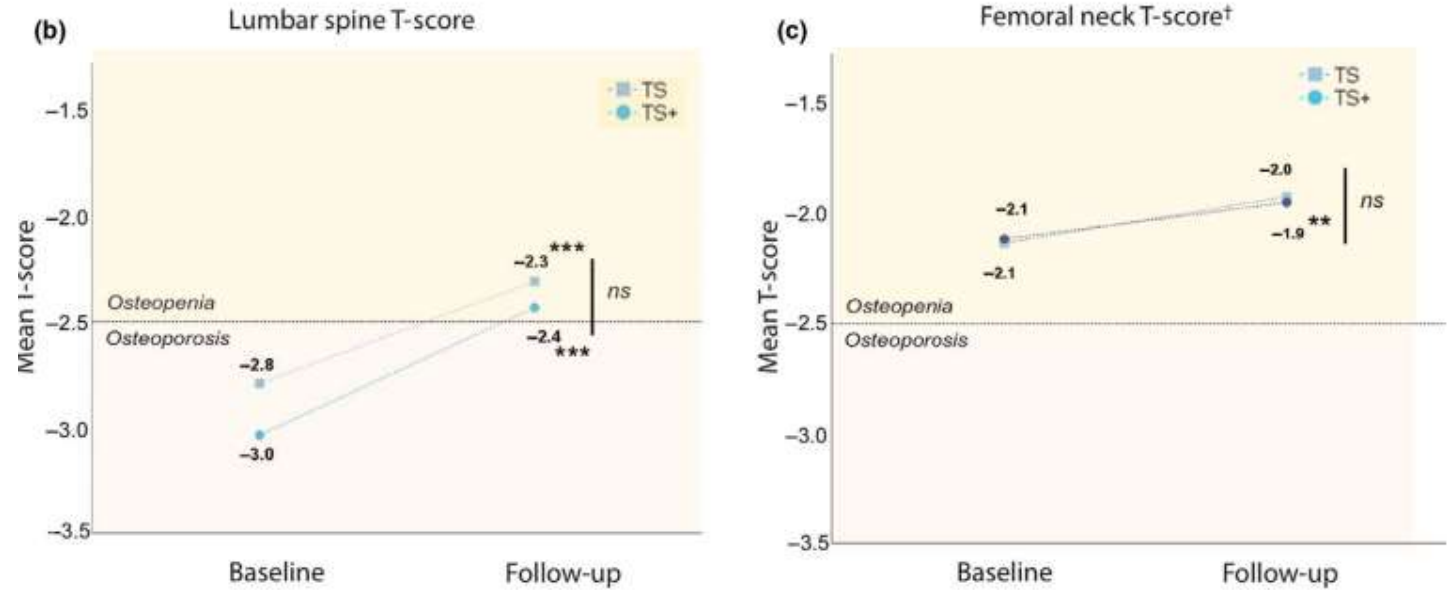 (b)
Lumbar spine T-score
TS
TS+
Mean T-score
−1.5
−2.0
−2.5
−3.0
−3.5
Osteopenia
Osteoporosis
−2.8
−3.0
−2.3
***
−2.4
***
ns
Baseline
Follow-up
(c)
Femoral neck T-score†
TS
TS+
Mean T-score
−1.5
−2.0
−2.5
−3.0
−3.5
Osteopenia
Osteoporosis
−2.1
−2.1
−2.0
−1.9
**
ns
Baseline
Follow-up